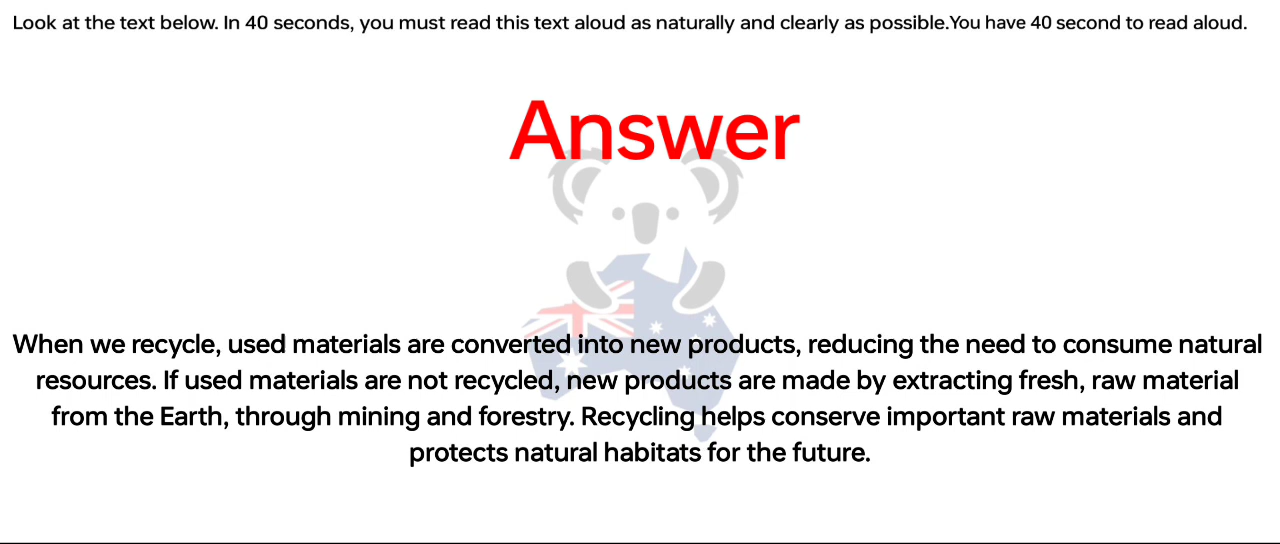 Look at the text below. In 40 seconds, you must read this text aloud as naturally and clearly as possible.You have 40 second to read aloud.
Answer
When we recycle, used materials are converted into new products, reducing the need to consume natural
resources. If used materials are not recycled, new products are made by extracting fresh, raw material
from the Earth, through mining and forestry. Recycling helps conserve important raw materials and
protects natural habitats for the future.